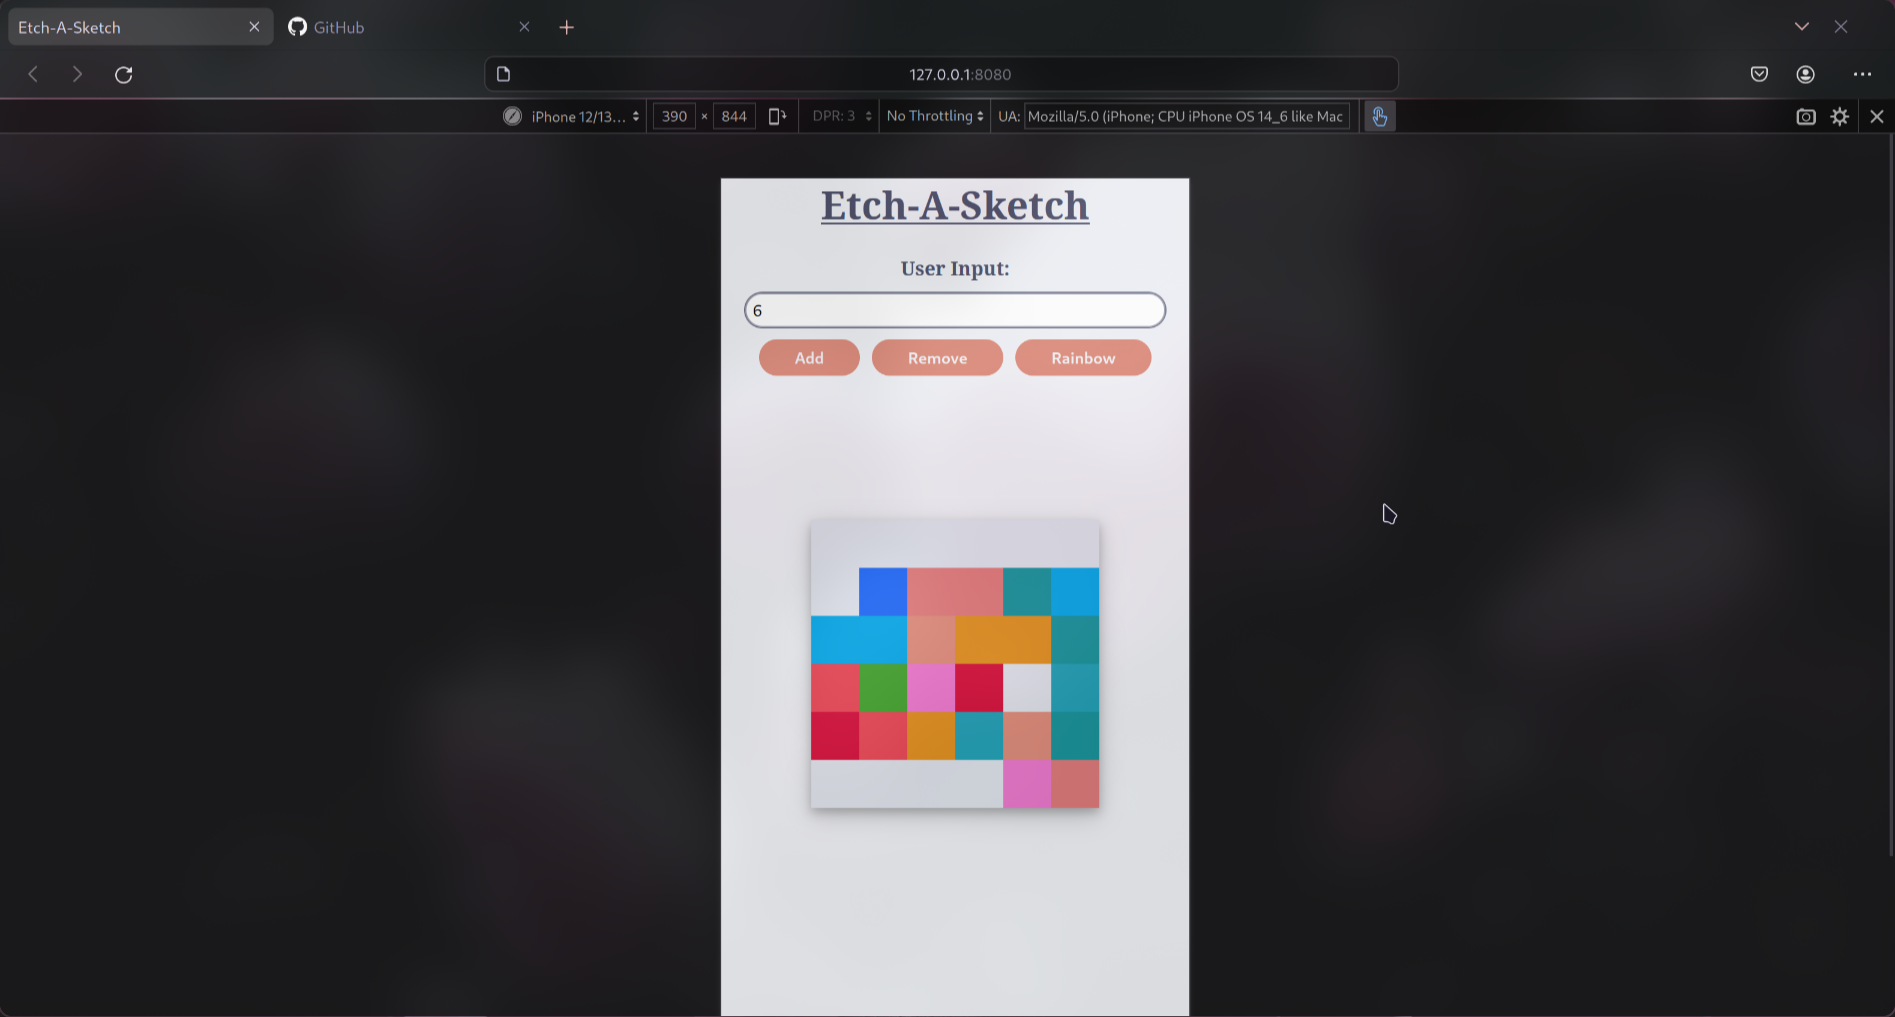 Etch-A-Sketch
GitHub
127.0.0.1:8080
iPhone 12/13... 390 × 844 DPR: 3 No Throttling UA: Mozilla/5.0 (iPhone; CPU iPhone OS 14_6 like Mac
Etch-A-Sketch
User Input:
6
Add Remove Rainbow